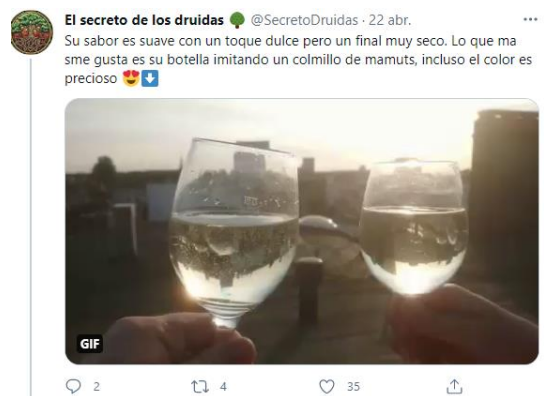 El secreto de los druidas 🌳 @SecretoDruidas · 22 abr.
Su sabor es suave con un toque dulce pero un final muy seco. Lo que ma
sme gusta es su botella imitando un colmillo de mamuts, incluso el color es
precioso 😍⬇️
GIF
2 4 35